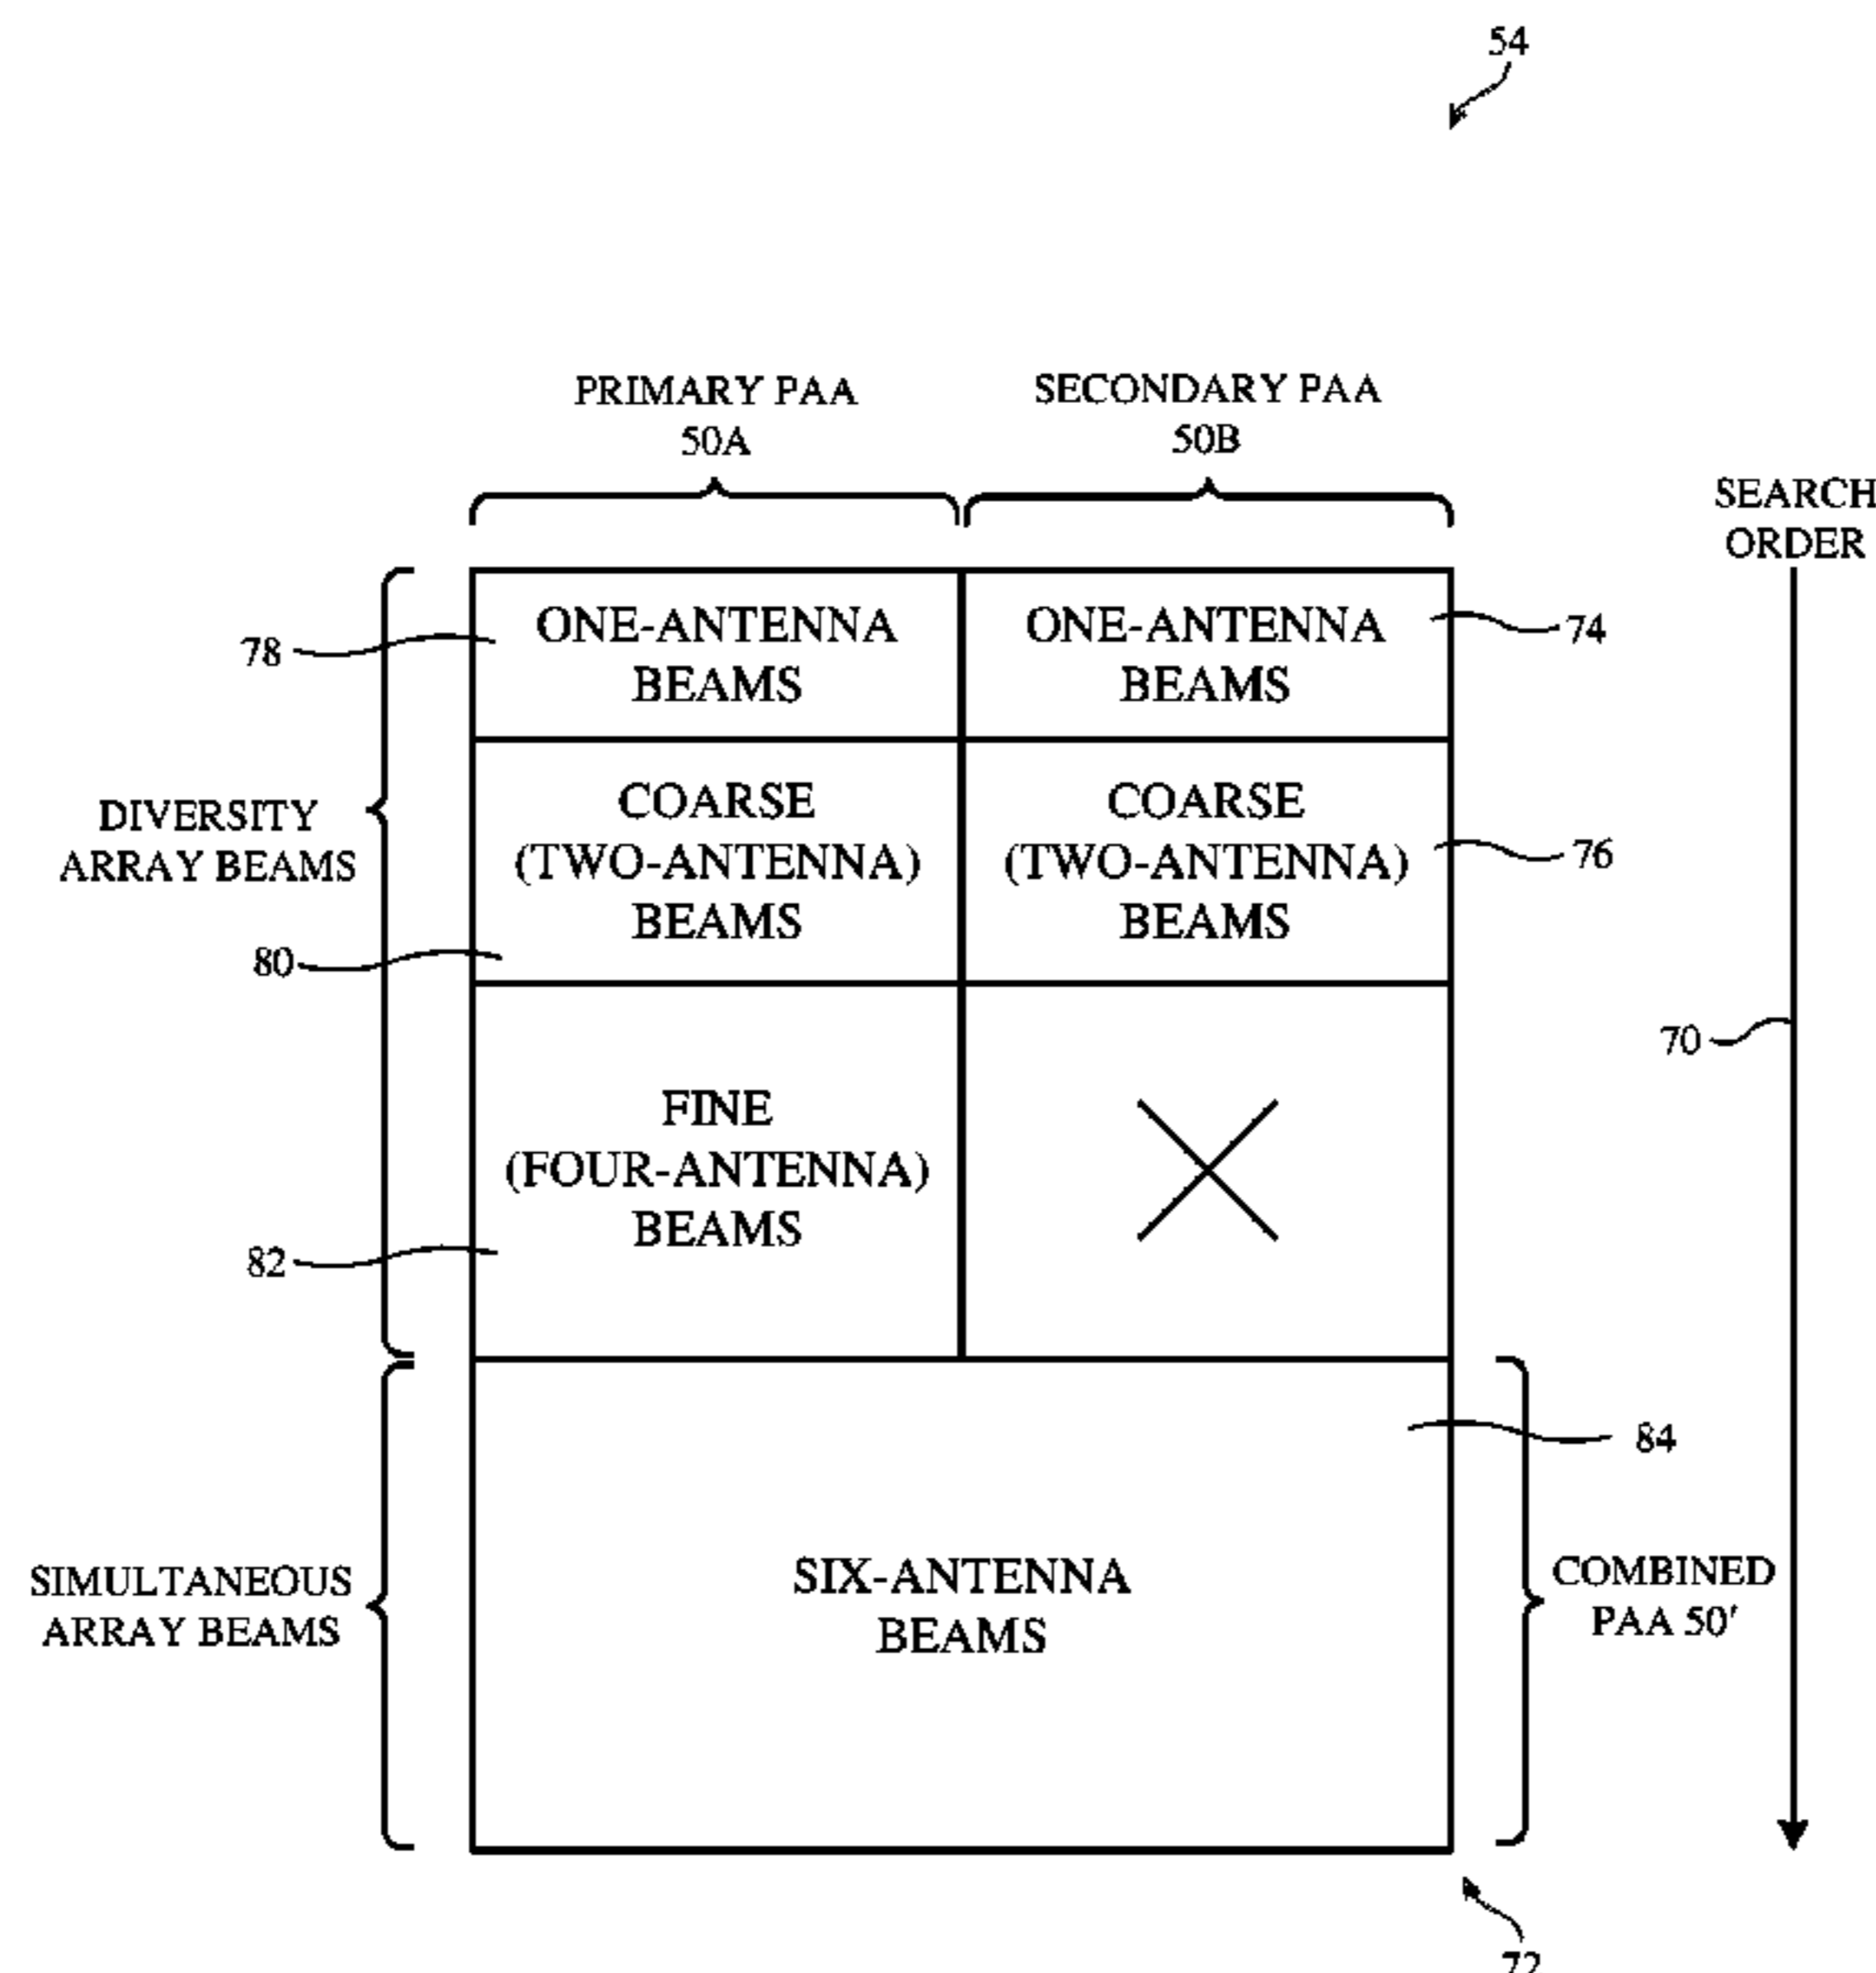 54
PRIMARY PAA
50A
SECONDARY PAA
50B
SEARCH
ORDER
78
ONE-ANTENNA
BEAMS
ONE-ANTENNA
BEAMS
74
DIVERSITY
ARRAY BEAMS
COARSE
(TWO-ANTENNA)
BEAMS
COARSE
(TWO-ANTENNA)
BEAMS
76
80
70
FINE
(FOUR-ANTENNA)
BEAMS
82
84
SIMULTANEOUS
ARRAY BEAMS
SIX-ANTENNA
BEAMS
COMBINED
PAA 50'
72